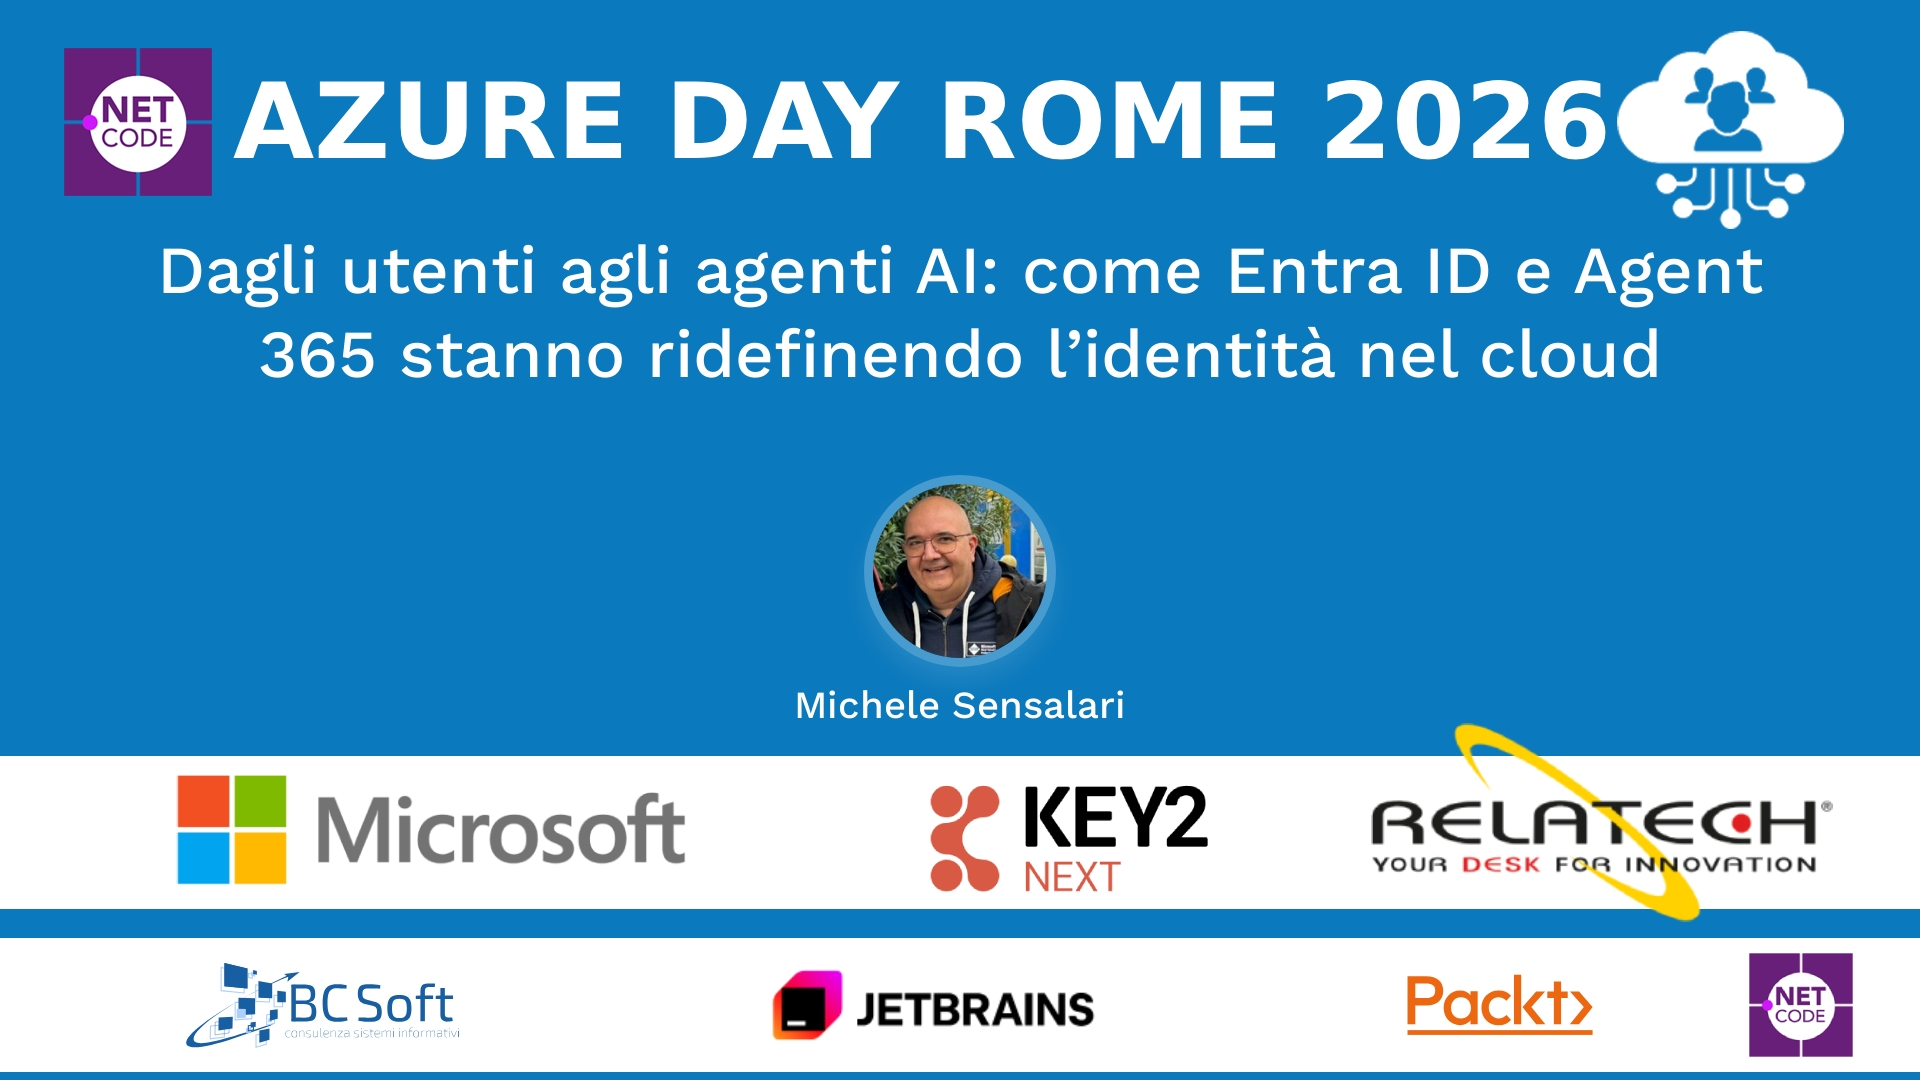 NET
CODE
AZURE DAY ROME 2026
Dagli utenti agli agenti AI: come Entra ID e Agent
365 stanno ridefinendo l’identità nel cloud
Michele Sensalari
Microsoft
KEY2
NEXT
RELATECH®
YOUR DESK FOR INNOVATION
BC Soft
consulenza sistemi informativi
JETBRAINS
Packt>
NET
CODE